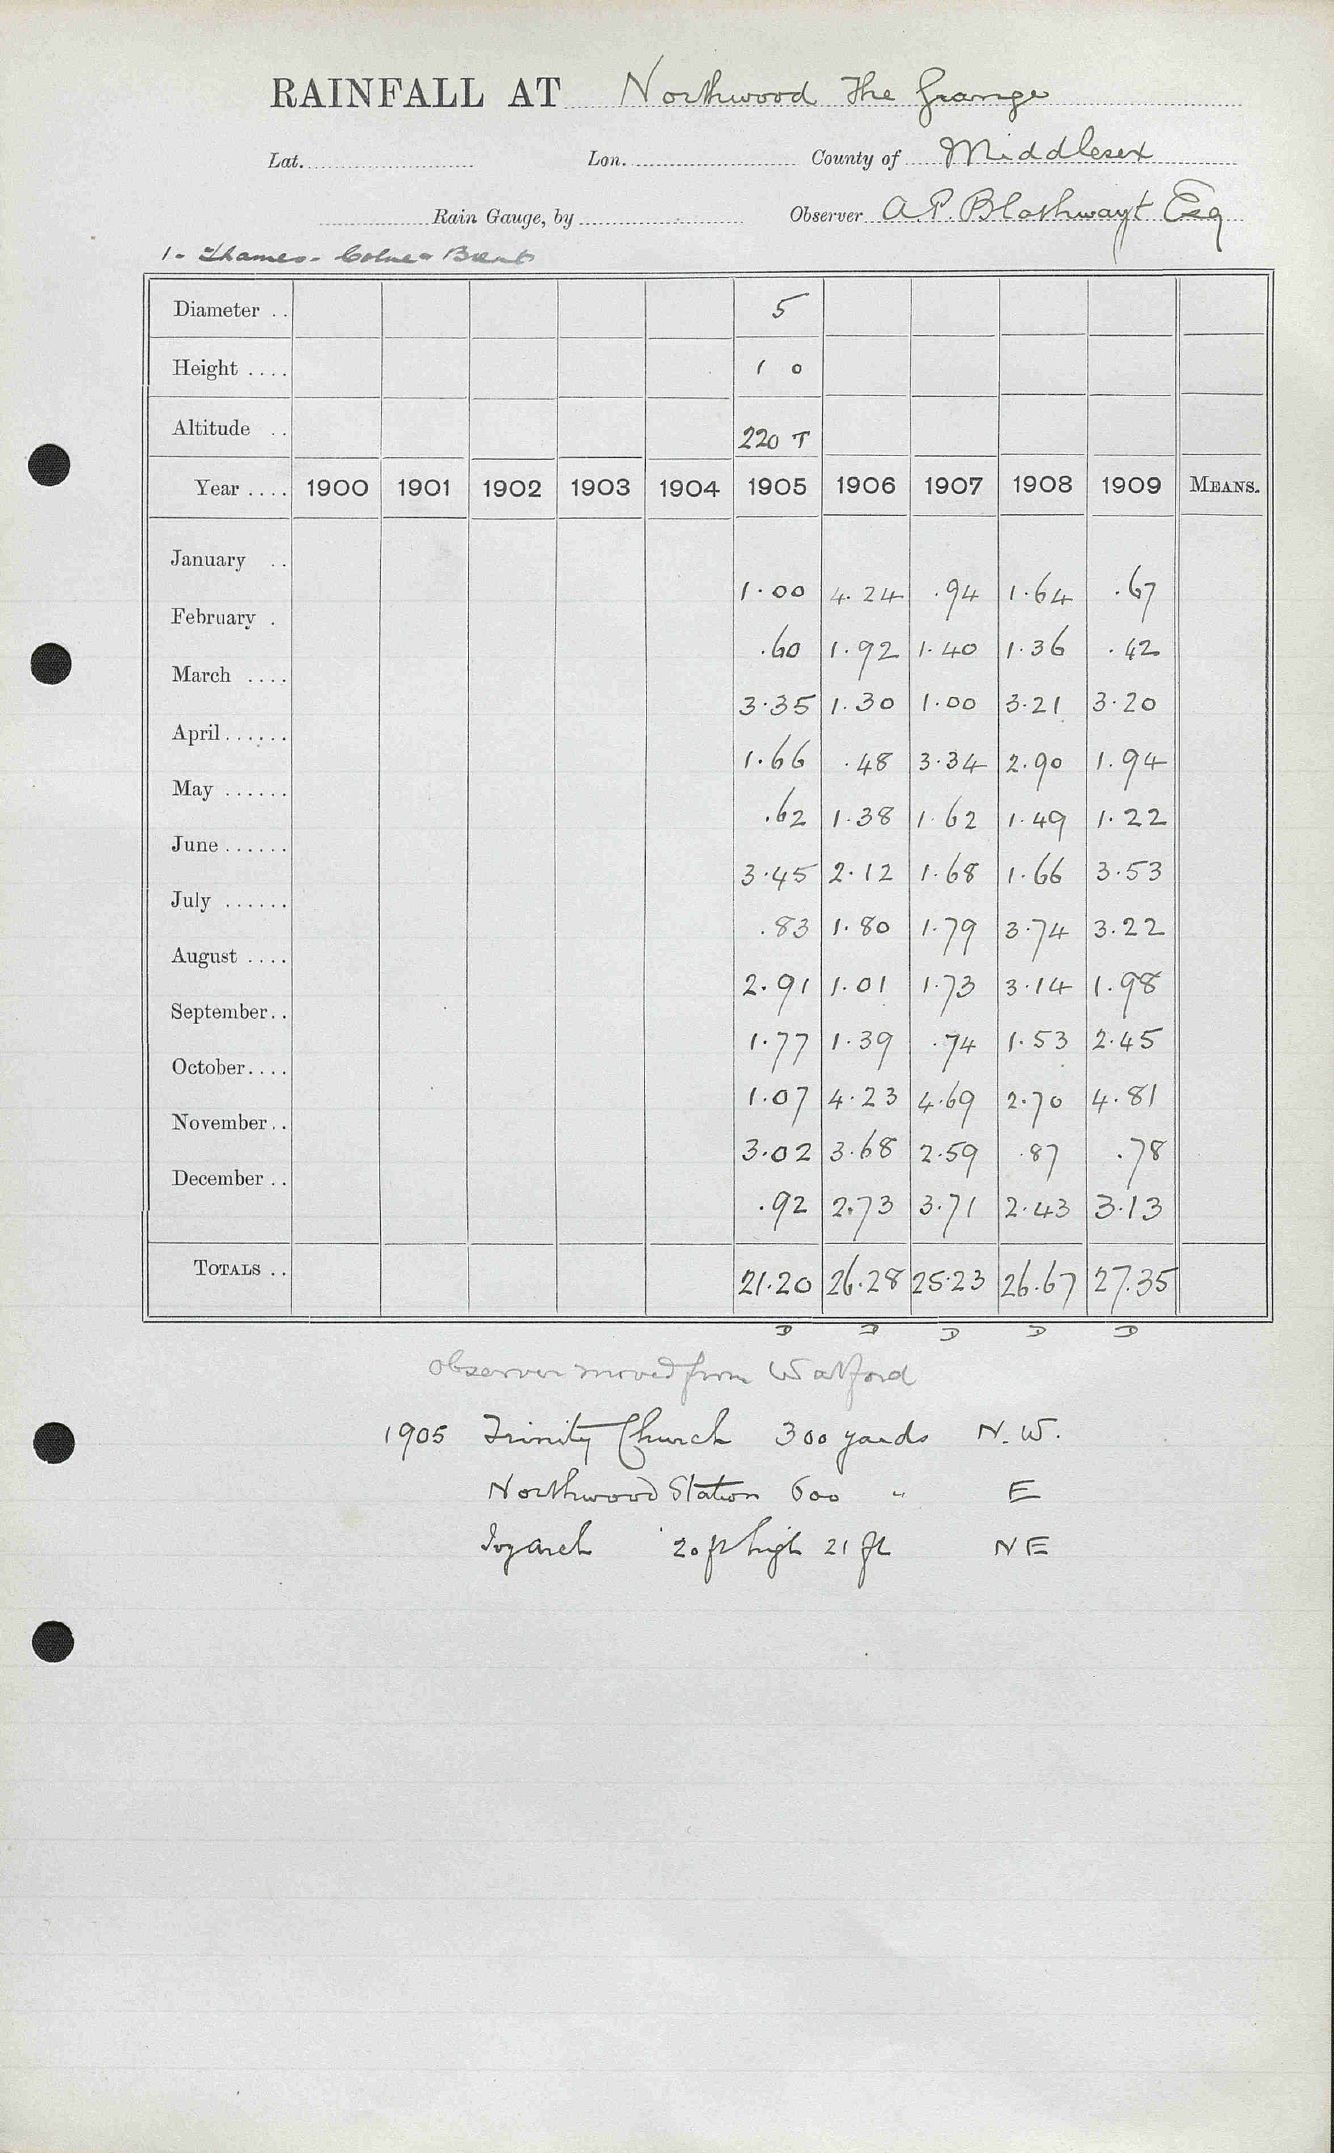 RAINFALL AT Northwood The Grange
Lat. Lon. County of Middlesex
Rain Gauge, by Observer A.P. Blathwayt Esq
1 - Thames - Colne & Brent
Diameter .. 5
Height .... 1 0
Altitude .. 220 T
Year .... 1900 1901 1902 1903 1904 1905 1906 1907 1908 1909 MEANS.
January .. 1.00 4.24 .94 1.64 .67
February . .60 1.92 1.40 1.36 .42
March .... 3.35 1.30 1.00 3.21 3.20
April ...... 1.66 .48 3.34 2.90 1.94
May ...... .62 1.38 1.62 1.49 1.22
June ...... 3.45 2.12 1.68 1.66 3.53
July ...... .83 1.80 1.79 3.74 3.22
August .... 2.91 1.01 1.73 3.14 1.98
September.. 1.77 1.39 .74 1.53 2.45
October.... 1.07 4.23 4.69 2.70 4.81
November.. 3.02 3.68 2.59 .87 .78
December .. .92 2.73 3.71 2.43 3.13
TOTALS .. 21.20 26.28 25.23 26.67 27.35
D D D D D
Observer moved from Watford
1905 Trinity Church 300 yards N.W.
Northwood Station 600 " E
Ivy arch 20 ft high 21 ft NE